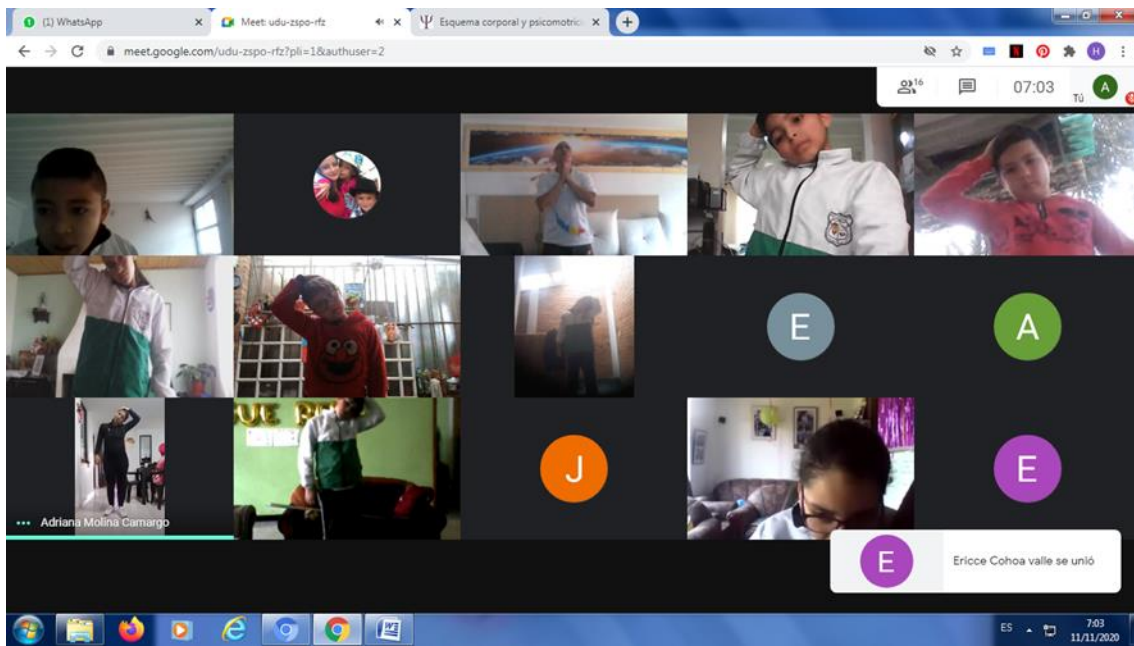 (1) WhatsApp
Meet: udu-zspo-rfz
Esquema corporal y psicomotric
meet.google.com/udu-zspo-rfz?pli=1&authuser=2
H
16
07:03
Tú
A
E
A
Adriana Molina Camargo
J
E
E
Ericce Cohoa valle se unió
ES
7:03
11/11/2020